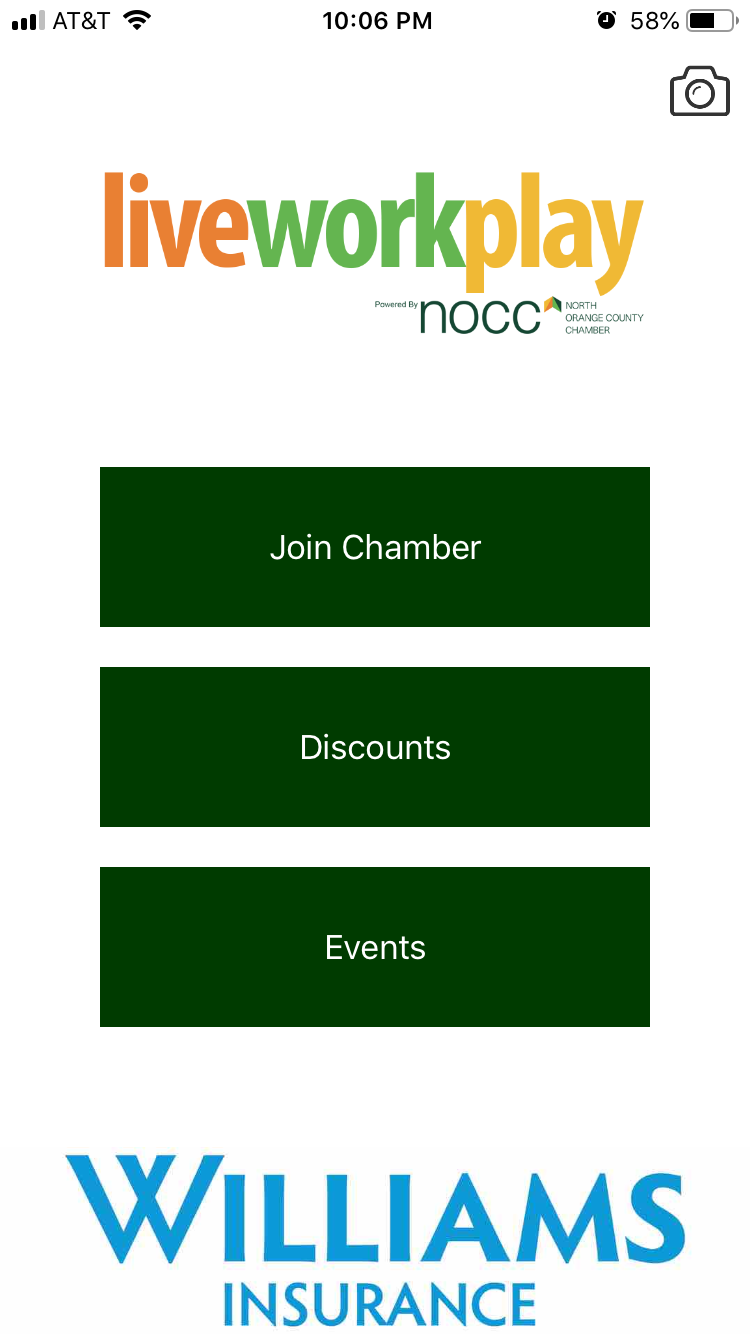 AT&T 10:06 PM 58%
liveworkplay
Powered By nocc NORTH
ORANGE COUNTY
CHAMBER
Join Chamber
Discounts
Events
WILLIAMS
INSURANCE